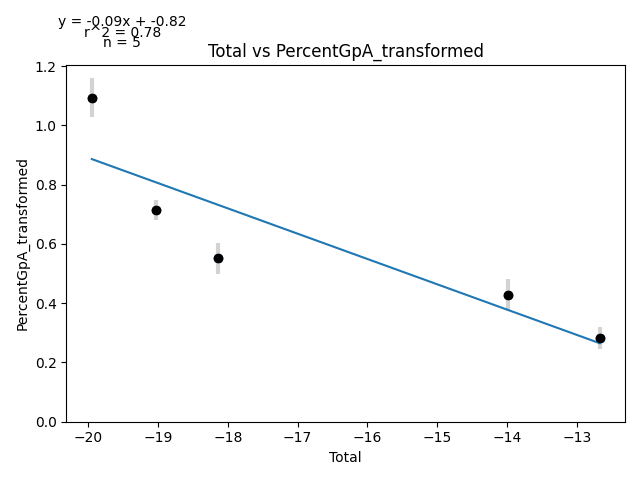 y = -0.09x + -0.82
r^2 = 0.78
n = 5
Total vs PercentGpA_transformed
1.2
1.0
0.8
0.6
0.4
0.2
0.0
PercentGpA_transformed
−20 −19 −18 −17 −16 −15 −14 −13
Total